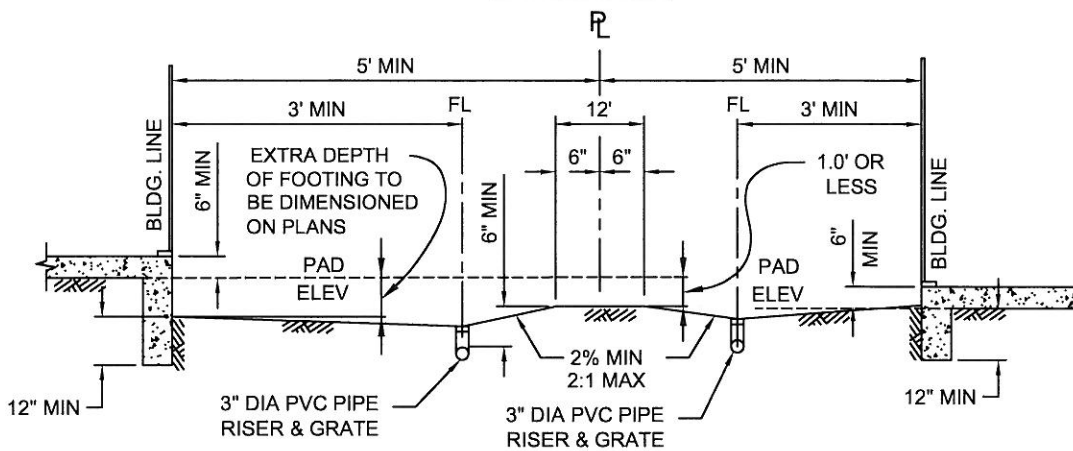 PL
5' MIN
5' MIN
3' MIN
FL
12'
FL
3' MIN
BLDG. LINE
6" MIN
EXTRA DEPTH
OF FOOTING TO
BE DIMENSIONED
ON PLANS
6" MIN
6"
6"
1.0' OR
LESS
6"
MIN
BLDG. LINE
PAD
ELEV
PAD
ELEV
2% MIN
2:1 MAX
12" MIN
3" DIA PVC PIPE
RISER & GRATE
3" DIA PVC PIPE
RISER & GRATE
12" MIN